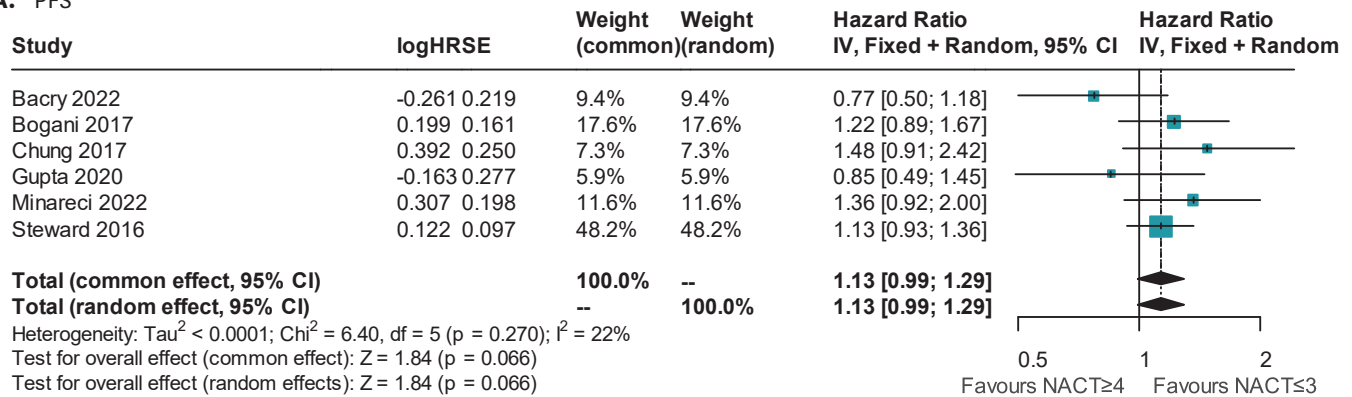 A. PFS
Weight Weight Hazard Ratio Hazard Ratio
Study logHRSE (common)(random) IV, Fixed + Random, 95% CI IV, Fixed + Random
Bacry 2022 -0.261 0.219 9.4% 9.4% 0.77 [0.50; 1.18]
Bogani 2017 0.199 0.161 17.6% 17.6% 1.22 [0.89; 1.67]
Chung 2017 0.392 0.250 7.3% 7.3% 1.48 [0.91; 2.42]
Gupta 2020 -0.163 0.277 5.9% 5.9% 0.85 [0.49; 1.45]
Minareci 2022 0.307 0.198 11.6% 11.6% 1.36 [0.92; 2.00]
Steward 2016 0.122 0.097 48.2% 48.2% 1.13 [0.93; 1.36]
Total (common effect, 95% CI) 100.0% -- 1.13 [0.99; 1.29]
Total (random effect, 95% CI) -- 100.0% 1.13 [0.99; 1.29]
Heterogeneity: Tau² < 0.0001; Chi² = 6.40, df = 5 (p = 0.270); I² = 22%
Test for overall effect (common effect): Z = 1.84 (p = 0.066)
Test for overall effect (random effects): Z = 1.84 (p = 0.066)
0.5 1 2
Favours NACT≥4 Favours NACT≤3